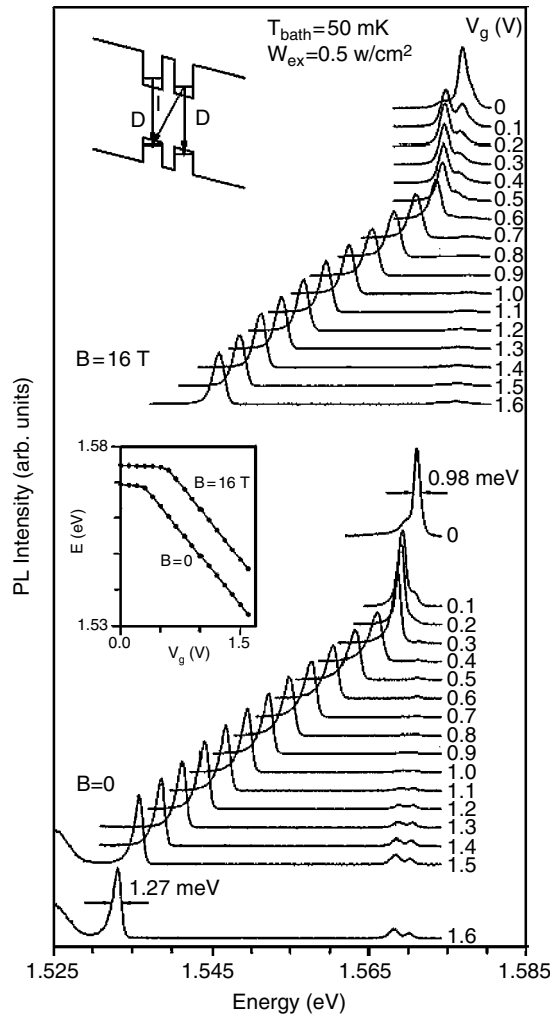 T_bath=50 mK
W_ex=0.5 w/cm²
V_g (V)
D
I
D
0
0.1
0.2
0.3
0.4
0.5
0.6
0.7
0.8
0.9
1.0
1.1
1.2
1.3
1.4
1.5
1.6
B=16 T
PL Intensity (arb. units)
1.58
E (eV)
1.53
B=16 T
B=0
0.0
0.5
1.5
V_g (V)
0.98 meV
0
0.1
0.2
0.3
0.4
0.5
0.6
0.7
0.8
0.9
1.0
1.1
1.2
1.3
1.4
1.5
1.6
B=0
1.27 meV
1.525
1.545
1.565
1.585
Energy (eV)